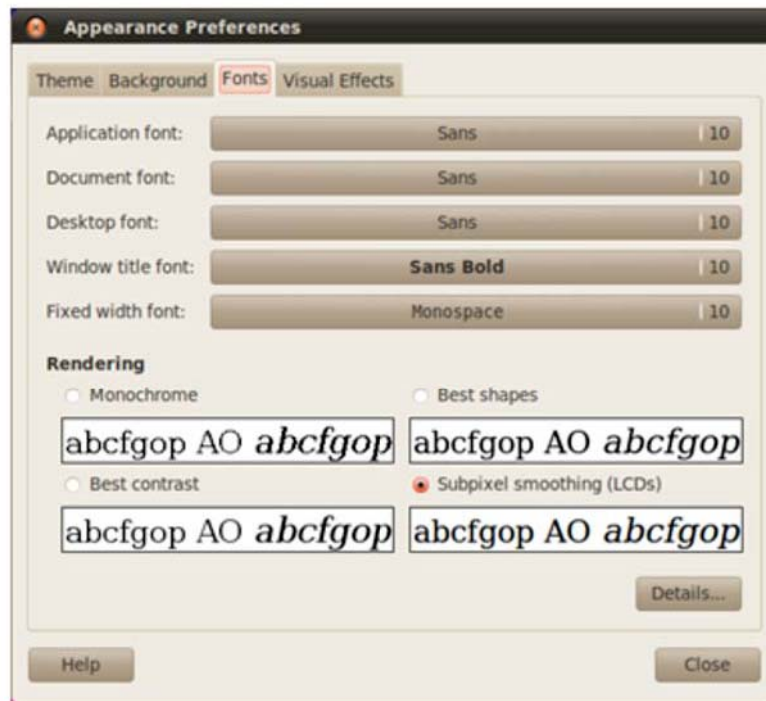 Appearance Preferences
Theme Background Fonts Visual Effects
Application font: Sans 10
Document font: Sans 10
Desktop font: Sans 10
Window title font: Sans Bold 10
Fixed width font: Monospace 10
Rendering
Monochrome Best shapes
abcfgop AO abcfgop abcfgop AO abcfgop
Best contrast Subpixel smoothing (LCDs)
abcfgop AO abcfgop abcfgop AO abcfgop
Details...
Help Close